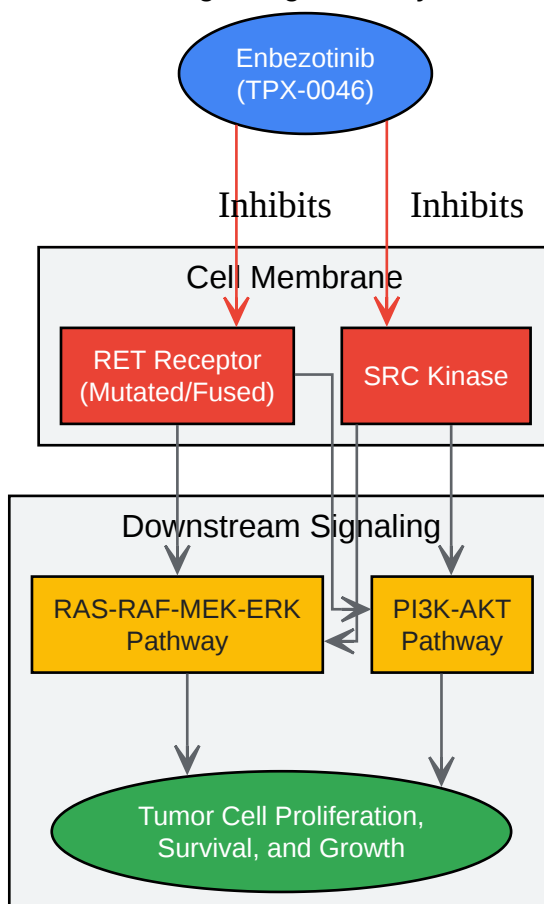 Enbezotinib
(TPX-0046)
Inhibits
Inhibits
Cell Membrane
RET Receptor
(Mutated/Fused)
SRC Kinase
Downstream Signaling
RAS-RAF-MEK-ERK
Pathway
PI3K-AKT
Pathway
Tumor Cell Proliferation,
Survival, and Growth